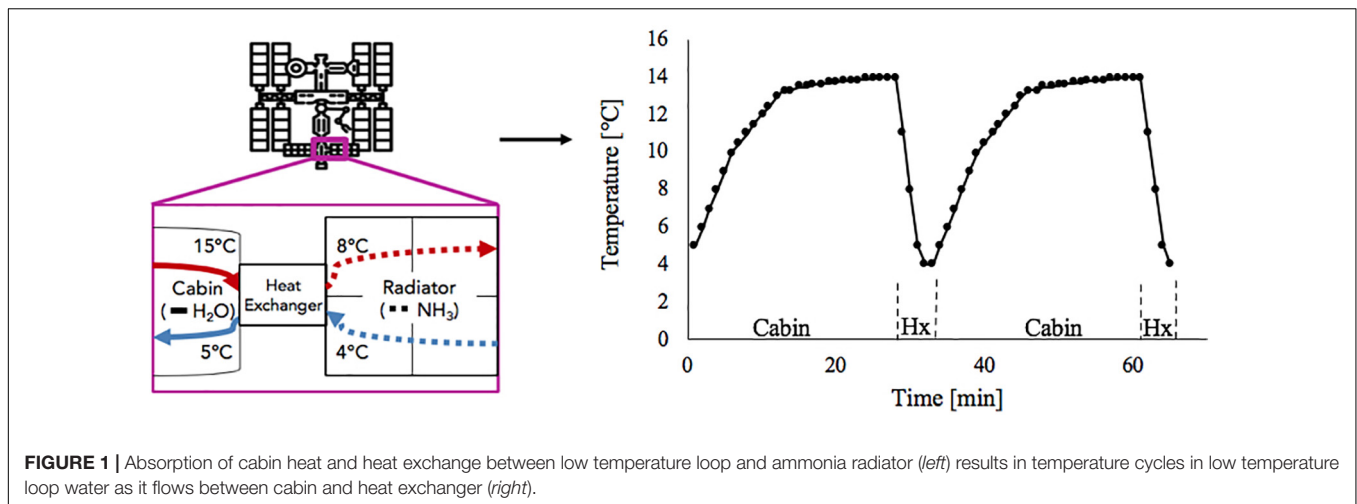 15°C
8°C
Cabin
(━ H₂O)
Heat
Exchanger
Radiator
(▪▪▪ NH₃)
5°C
4°C
Temperature [°C]
16
14
12
10
8
6
4
2
0
Cabin
Hx
Cabin
Hx
0
20
40
60
Time [min]
FIGURE 1 | Absorption of cabin heat and heat exchange between low temperature loop and ammonia radiator (left) results in temperature cycles in low temperature
loop water as it flows between cabin and heat exchanger (right).